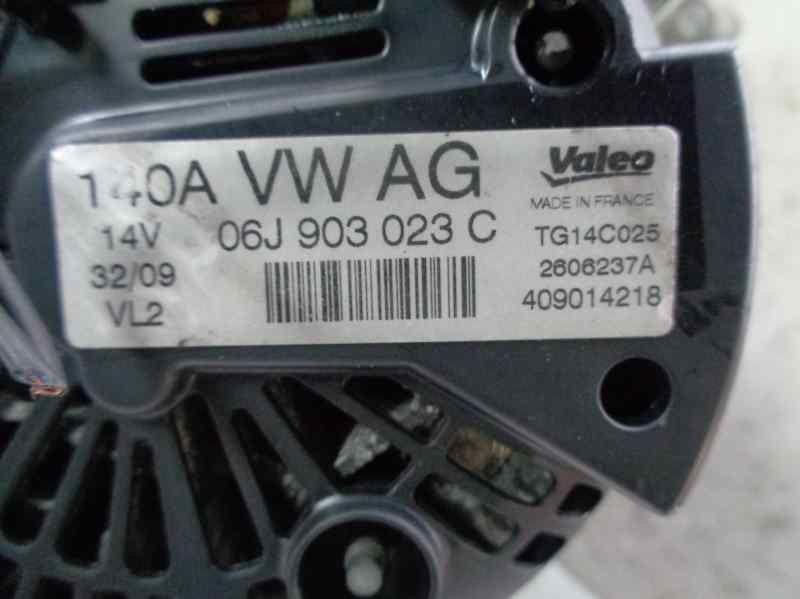 140A VW AG
Valeo
MADE IN FRANCE
14V 06J 903 023 C TG14C025
32/09 2606237A
VL2 409014218